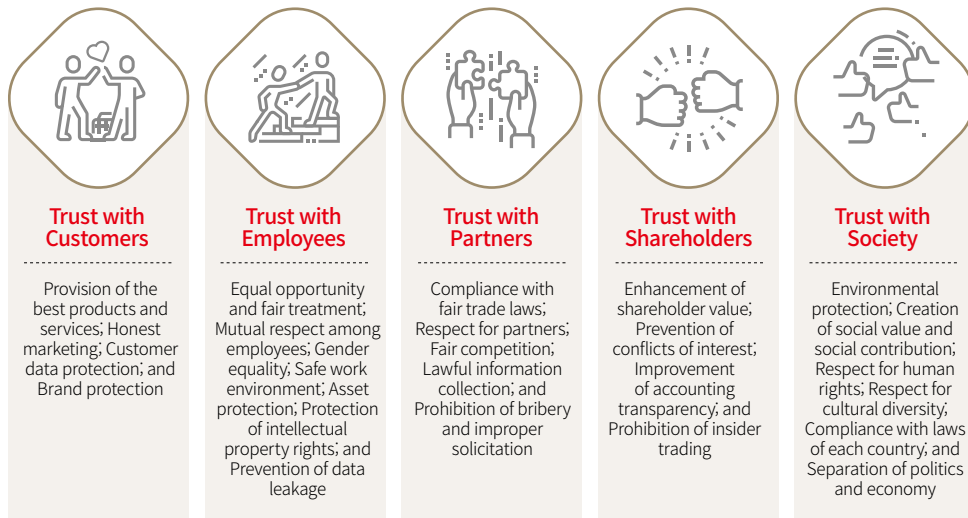 Trust with
Customers
Provision of the
best products and
services; Honest
marketing; Customer
data protection; and
Brand protection
Trust with
Employees
Equal opportunity
and fair treatment;
Mutual respect among
employees; Gender
equality; Safe work
environment; Asset
protection; Protection
of intellectual
property rights; and
Prevention of data
leakage
Trust with
Partners
Compliance with
fair trade laws;
Respect for partners;
Fair competition;
Lawful information
collection; and
Prohibition of bribery
and improper
solicitation
Trust with
Shareholders
Enhancement of
shareholder value;
Prevention of
conflicts of interest;
Improvement
of accounting
transparency; and
Prohibition of insider
trading
Trust with
Society
Environmental
protection; Creation
of social value and
social contribution;
Respect for human
rights; Respect for
cultural diversity;
Compliance with laws
of each country; and
Separation of politics
and economy